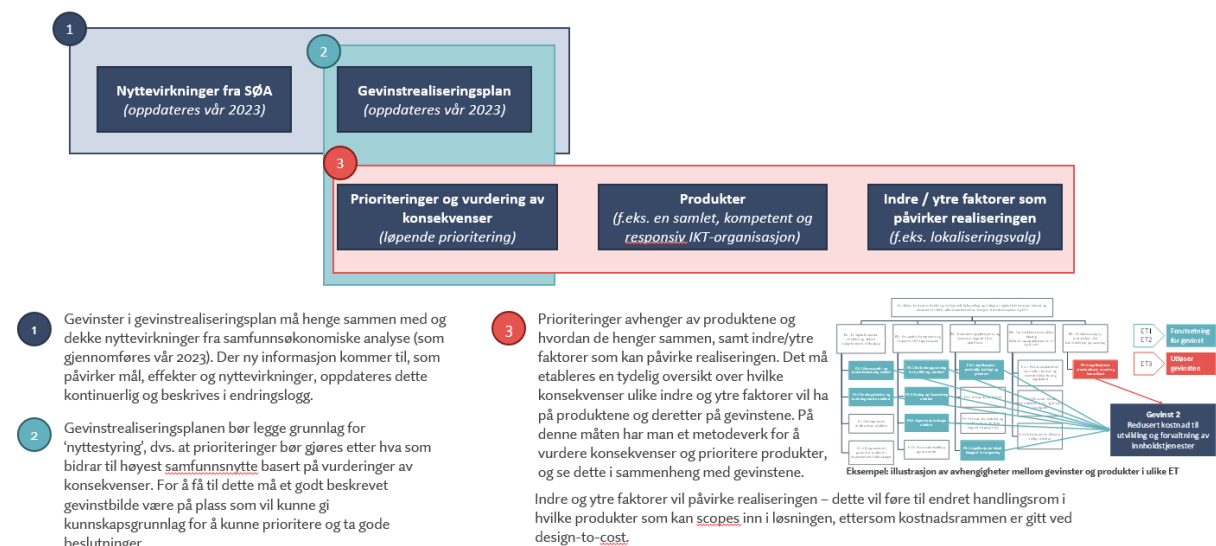 1
2
Nyttevirkninger fra SØA
(oppdateres vår 2023)
Gevinstrealiseringsplan
(oppdateres vår 2023)
3
Prioriteringer og vurdering av
konsekvenser
(løpende prioritering)
Produkter
(f.eks. en samlet, kompetent og
responsiv IKT-organisasjon)
Indre / ytre faktorer som
påvirker realiseringen
(f.eks. lokaliseringsvalg)
1
Gevinster i gevinstrealiseringsplan må henge sammen med og
dekke nyttevirkninger fra samfunnsøkonomiske analyse (som
gjennomføres vår 2023). Der ny informasjon kommer til, som
påvirker mål, effekter og nyttevirkninger, oppdateres dette
kontinuerlig og beskrives i endringslogg.
2
Gevinstrealiseringsplanen bør legge grunnlag for
‘nyttestyring’, dvs. at prioriteringer bør gjøres etter hva som
bidrar til høyest samfunnsnytte basert på vurderinger av
konsekvenser. For å få til dette må et godt beskrevet
gevinstbilde være på plass som vil kunne gi
kunnskapsgrunnlag for å kunne prioritere og ta gode
beslutninger
3
Prioriteringer avhenger av produktene og
hvordan de henger sammen, samt indre/ytre
faktorer som kan påvirke realiseringen. Det må
etableres en tydelig oversikt over hvilke
konsekvenser ulike indre og ytre faktorer vil ha
på produktene og deretter på gevinstene. På
denne måten har man et metodeverk for å
vurdere konsekvenser og prioritere produkter,
og se dette i sammenheng med gevinstene.
ET1
ET2
Forutsetning
for gevinst
ET3
Utløser
gevinsten
Gevinst 2
Redusert kostnad til
utvikling og forvaltning av
innholdstjenester
Eksempel: illustrasjon av avhengigheter mellom gevinster og produkter i ulike ET
Indre og ytre faktorer vil påvirke realiseringen – dette vil føre til endret handlingsrom i
hvilke produkter som kan scopes inn i løsningen, ettersom kostnadsrammen er gitt ved
design-to-cost.